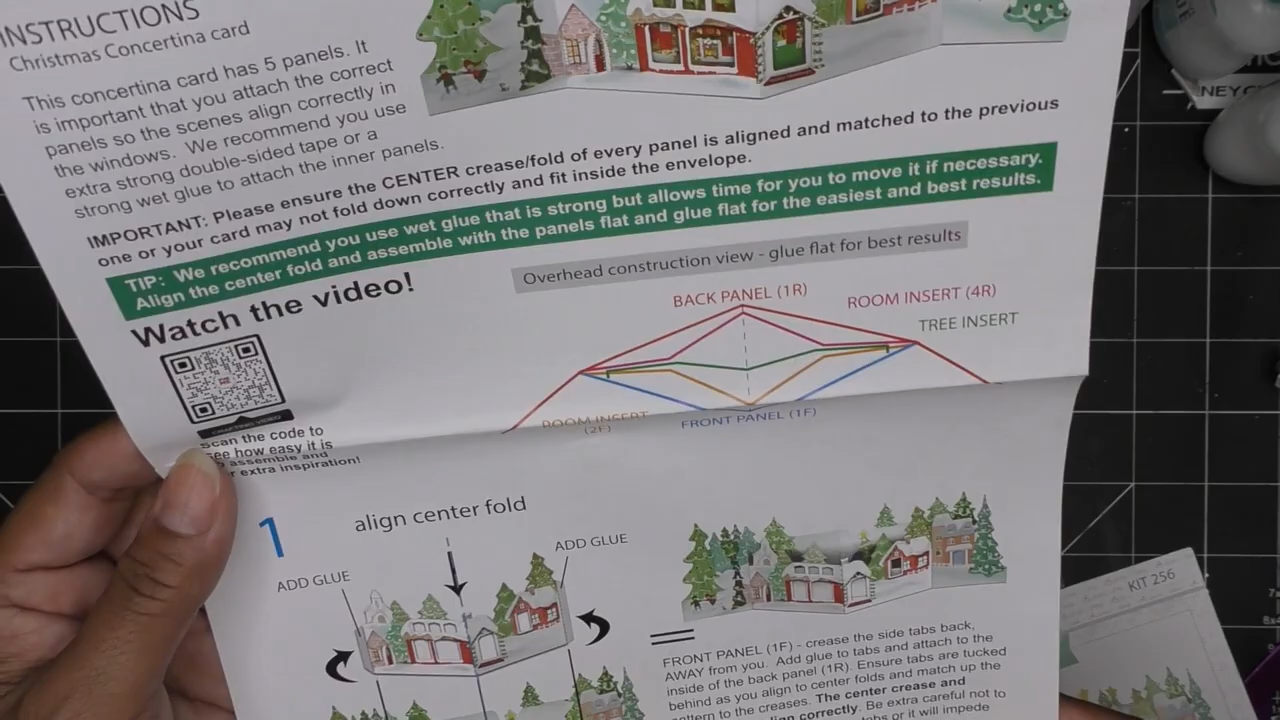 INSTRUCTIONS
Christmas Concertina card
This concertina card has 5 panels. It
is important that you attach the correct
panels so the scenes align correctly in
the windows. We recommend you use
extra strong double-sided tape or a
strong wet glue to attach the inner panels.
IMPORTANT: Please ensure the CENTER crease/fold of every panel is aligned and matched to the previous
one or your card may not fold down correctly and fit inside the envelope.
TIP: We recommend you use wet glue that is strong but allows time for you to move it if necessary.
Align the center fold and assemble with the panels flat and glue flat for the easiest and best results.
Watch the video!
Overhead construction view - glue flat for best results
BACK PANEL (1R)
ROOM INSERT (4R)
TREE INSERT
ROOM INSERT
(2F)
FRONT PANEL (1F)
CRAFTING VIDEO
Scan the code to
see how easy it is
assemble and
r extra inspiration!
1
align center fold
ADD GLUE
ADD GLUE
FRONT PANEL (1F) - crease the side tabs back,
AWAY from you. Add glue to tabs and attach to the
inside of the back panel (1R). Ensure tabs are tucked
behind as you align to center folds and match up the
pattern to the creases. The center crease and
lign correctly. Be extra careful not to
tabs or it will impede
KIT 256